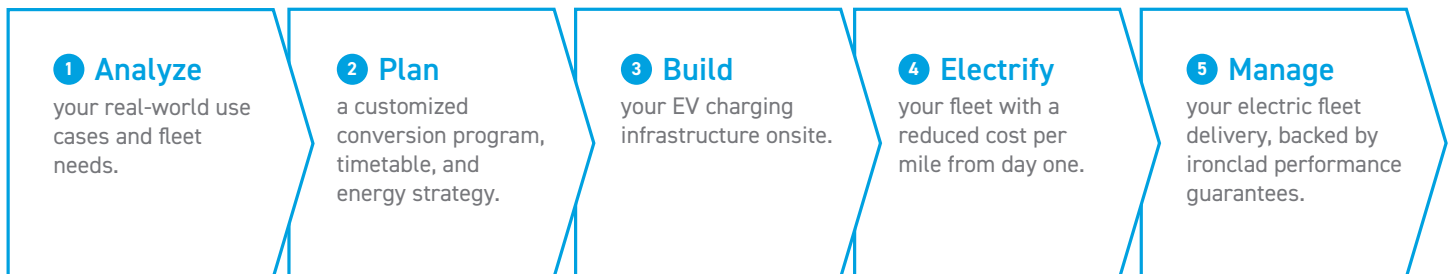 1 Analyze
your real-world use
cases and fleet
needs.
2 Plan
a customized
conversion program,
timetable, and
energy strategy.
3 Build
your EV charging
infrastructure onsite.
4 Electrify
your fleet with a
reduced cost per
mile from day one.
5 Manage
your electric fleet
delivery, backed by
ironclad performance
guarantees.